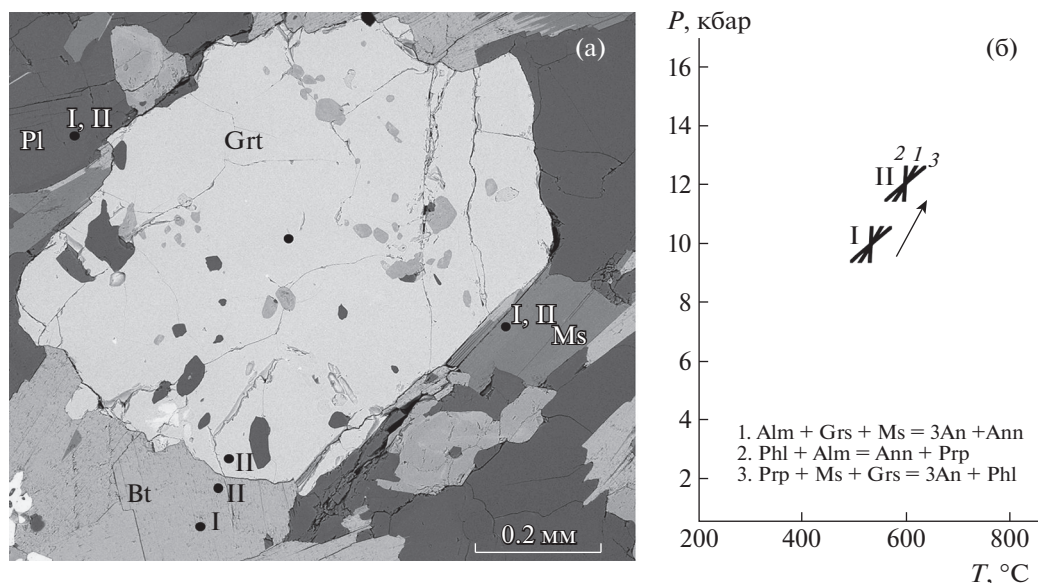 (а)
I, II
Pl
Grt
I, II
Ms
II
Bt
II
I
0.2 мм
P, кбар
(б)
16
14
12
10
8
6
4
2
2 1 3
II
I
1. Alm + Grs + Ms = 3An +Ann
2. Phl + Alm = Ann + Prp
3. Prp + Ms + Grs = 3An + Phl
200 400 600 800
T, °C